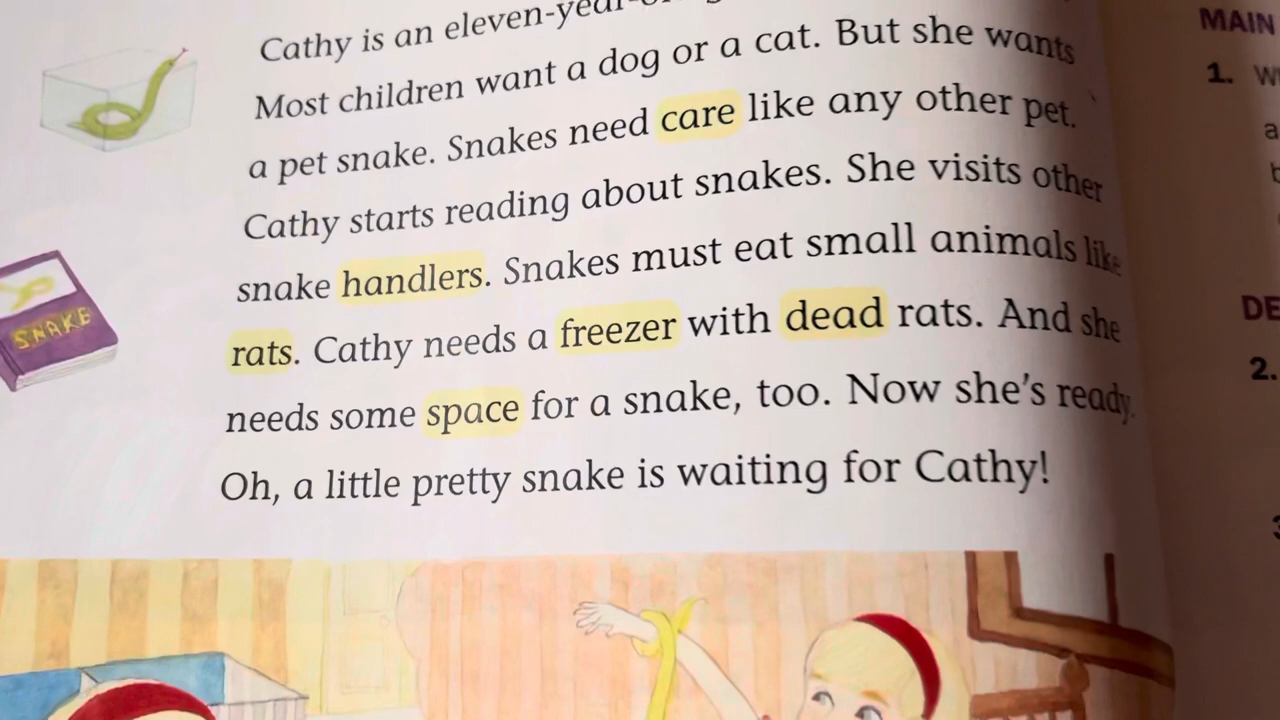 Cathy is an eleven-year-
Most children want a dog or a cat. But she wants
a pet snake. Snakes need care like any other pet.
Cathy starts reading about snakes. She visits other
snake handlers. Snakes must eat small animals like
rats. Cathy needs a freezer with dead rats. And she
needs some space for a snake, too. Now she's ready.
Oh, a little pretty snake is waiting for Cathy!
SNAKE
MAIN
1.
a
b
DE
2.